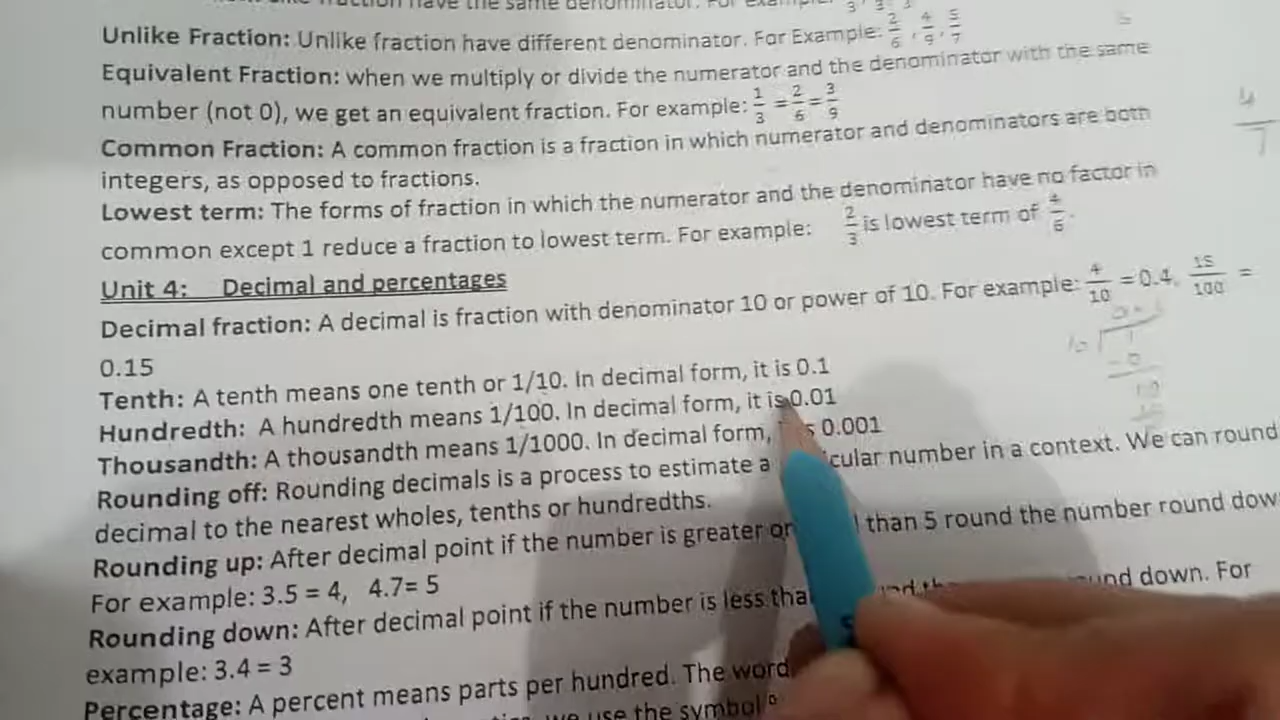 fraction have the same denominator. For
Unlike Fraction: Unlike fraction have different denominator. For Example: 2/6, 4/9, 5/7
Equivalent Fraction: when we multiply or divide the numerator and the denominator with the same
number (not 0), we get an equivalent fraction. For example: 1/3 = 2/6 = 3/9
Common Fraction: A common fraction is a fraction in which numerator and denominators are both
integers, as opposed to fractions.
Lowest term: The forms of fraction in which the numerator and the denominator have no factor in
common except 1 reduce a fraction to lowest term. For example: 2/3 is lowest term of 4/6.
Unit 4: Decimal and percentages
Decimal fraction: A decimal is fraction with denominator 10 or power of 10. For example: 4/10 = 0.4, 15/100 =
0.15
Tenth: A tenth means one tenth or 1/10. In decimal form, it is 0.1
Hundredth: A hundredth means 1/100. In decimal form, it is 0.01
Thousandth: A thousandth means 1/1000. In decimal form, 0.001
Rounding off: Rounding decimals is a process to estimate a number in a context. We can round
decimal to the nearest wholes, tenths or hundredths.
Rounding up: After decimal point if the number is greater or than 5 round the number round
For example: 3.5 = 4, 4.7= 5
Rounding down: After decimal point if the number is less down. For
example: 3.4 = 3
Percentage: A percent means parts per hundred. The word
we use the symbol
4/7